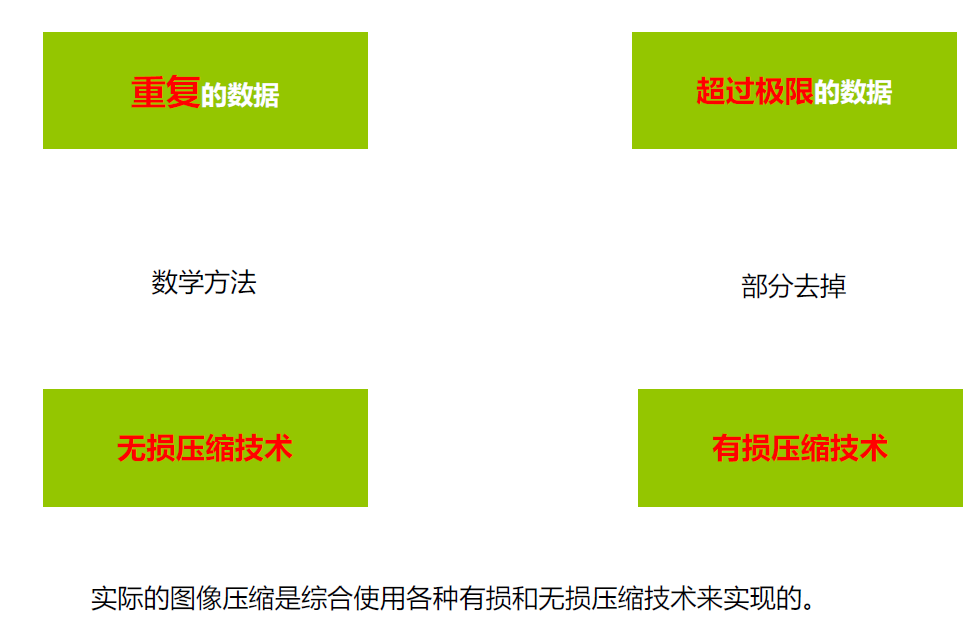 重复的数据
超过极限的数据
数学方法
部分去掉
无损压缩技术
有损压缩技术
实际的图像压缩是综合使用各种有损和无损压缩技术来实现的。